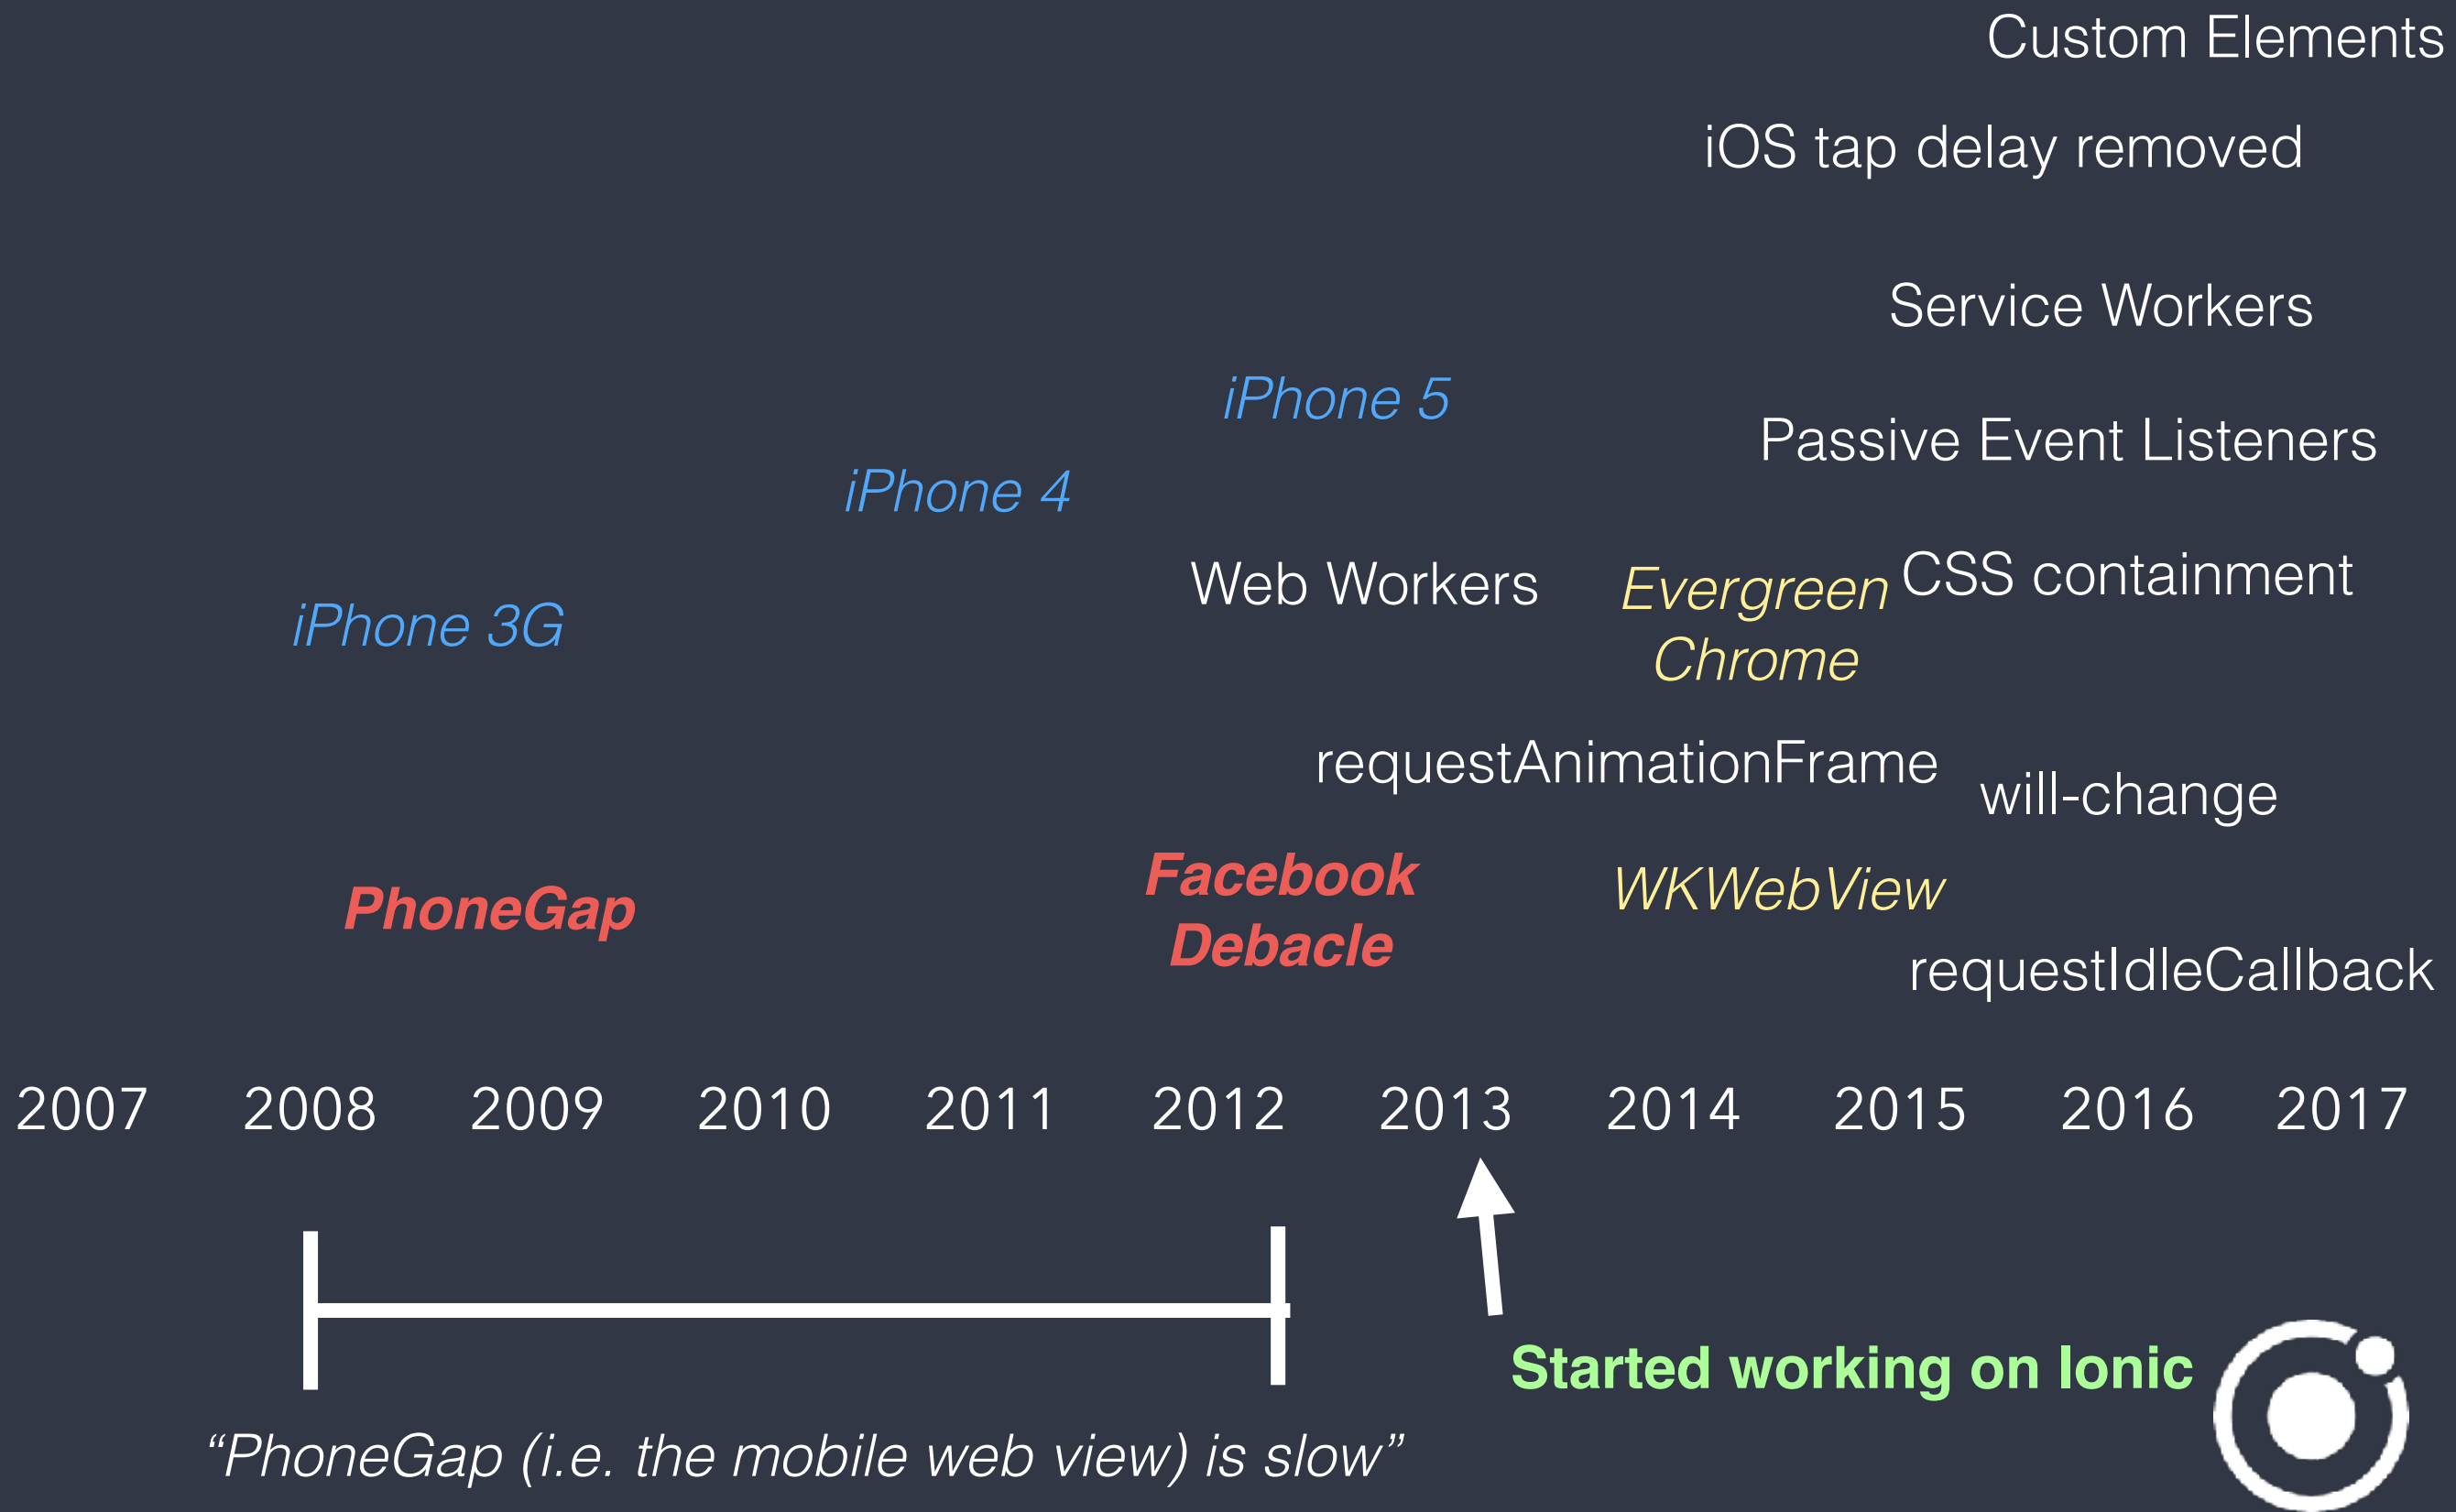 Custom Elements
iOS tap delay removed
Service Workers
iPhone 5
Passive Event Listeners
iPhone 4
Web Workers
Evergreen
Chrome
CSS containment
iPhone 3G
requestAnimationFrame
will-change
PhoneGap
Facebook
Debacle
WKWebView
requestIdleCallback
2007 2008 2009 2010 2011 2012 2013 2014 2015 2016 2017
Started working on Ionic
“PhoneGap (i.e. the mobile web view) is slow”